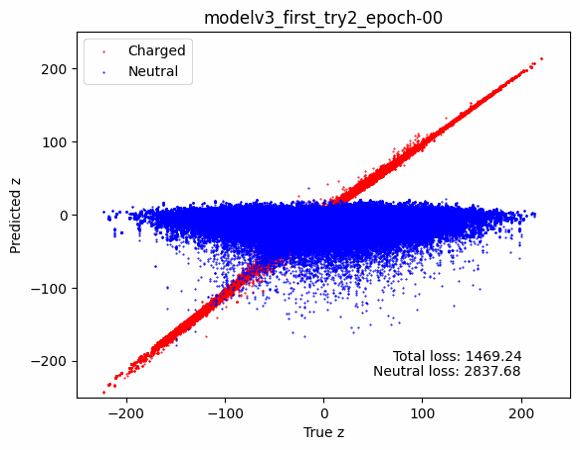 modelv3_first_try2_epoch-00
Charged
Neutral
200
100
0
−100
−200
Predicted z
Total loss: 1469.24
Neutral loss: 2837.68
−200
−100
0
100
200
True z